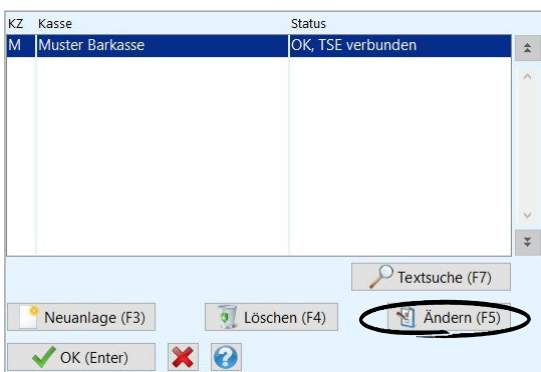 KZ Kasse Status
M Muster Barkasse OK, TSE verbunden
Textsuche (F7)
Neuanlage (F3) Löschen (F4) Ändern (F5)
OK (Enter)